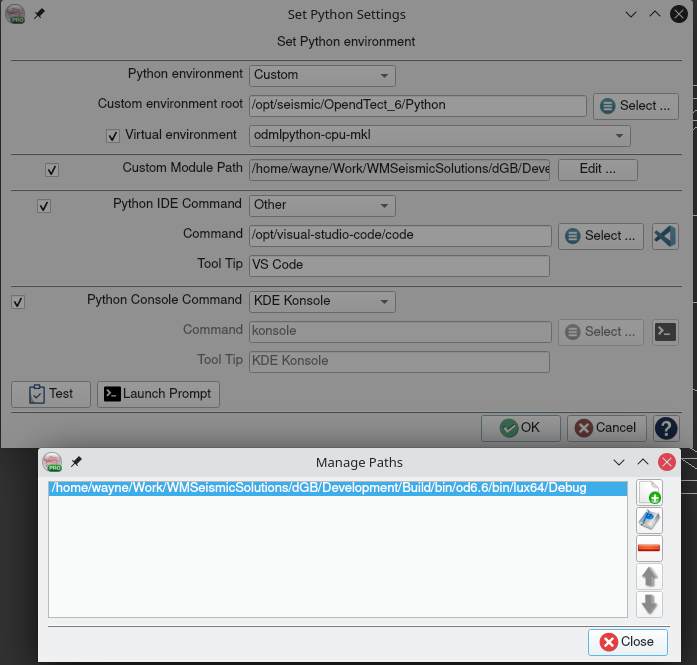 Set Python Settings
Set Python environment
Python environment Custom
Custom environment root /opt/seismic/OpendTect_6/Python Select ...
Virtual environment odmlpython-cpu-mkl
Custom Module Path /home/wayne/Work/WMSeismicSolutions/dGB/Deve Edit ...
Python IDE Command Other
Command /opt/visual-studio-code/code Select ...
Tool Tip VS Code
Python Console Command KDE Konsole
Command konsole Select ...
Tool Tip KDE Konsole
Test Launch Prompt
OK Cancel ?
PRO Manage Paths
/home/wayne/Work/WMSeismicSolutions/dGB/Development/Build/bin/od6.6/bin/lux64/Debug
Close